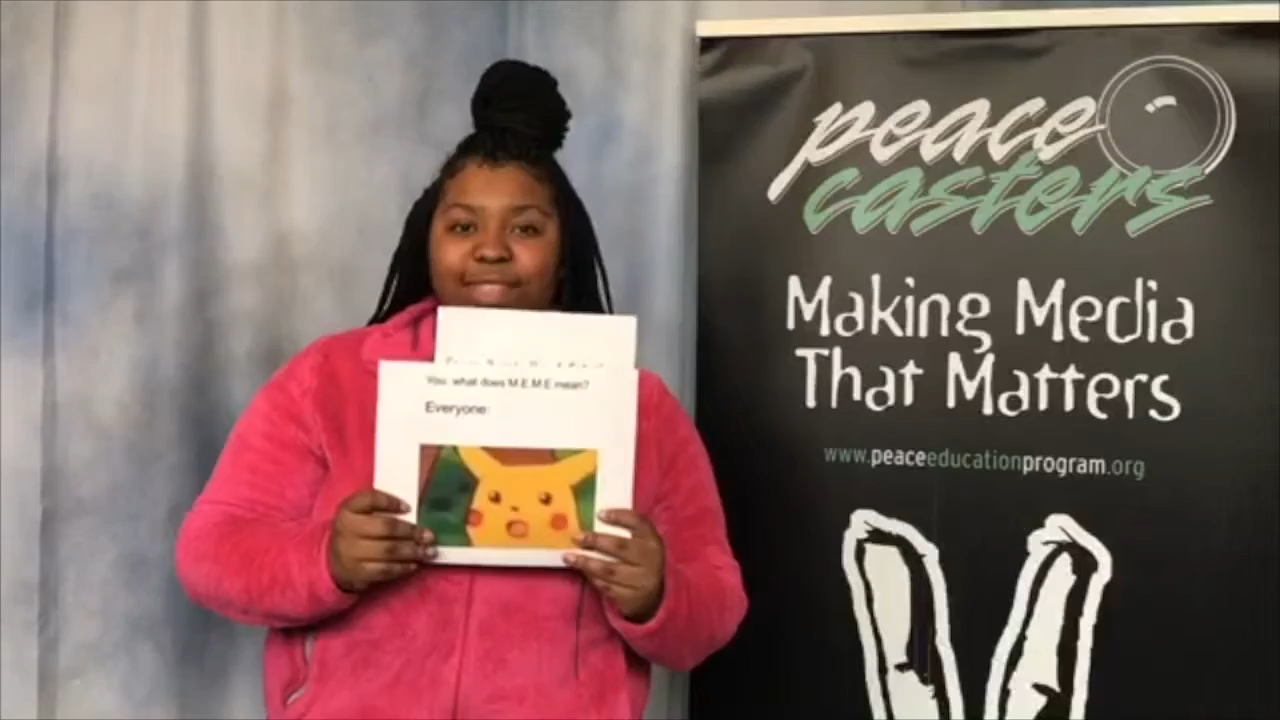 You: what does M.E.M.E mean?
Everyone:
peace
casters
Making Media
That Matters
www.peaceeducationprogram.org